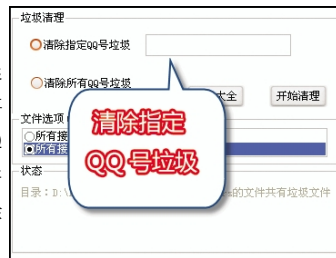 垃圾清理
清除指定QQ号垃圾
清除所有QQ号垃圾
大全
开始清理
文件选项
所有接
所有接
清除指定
QQ号垃圾
状态
目录：D:\
的文件共有垃圾文件